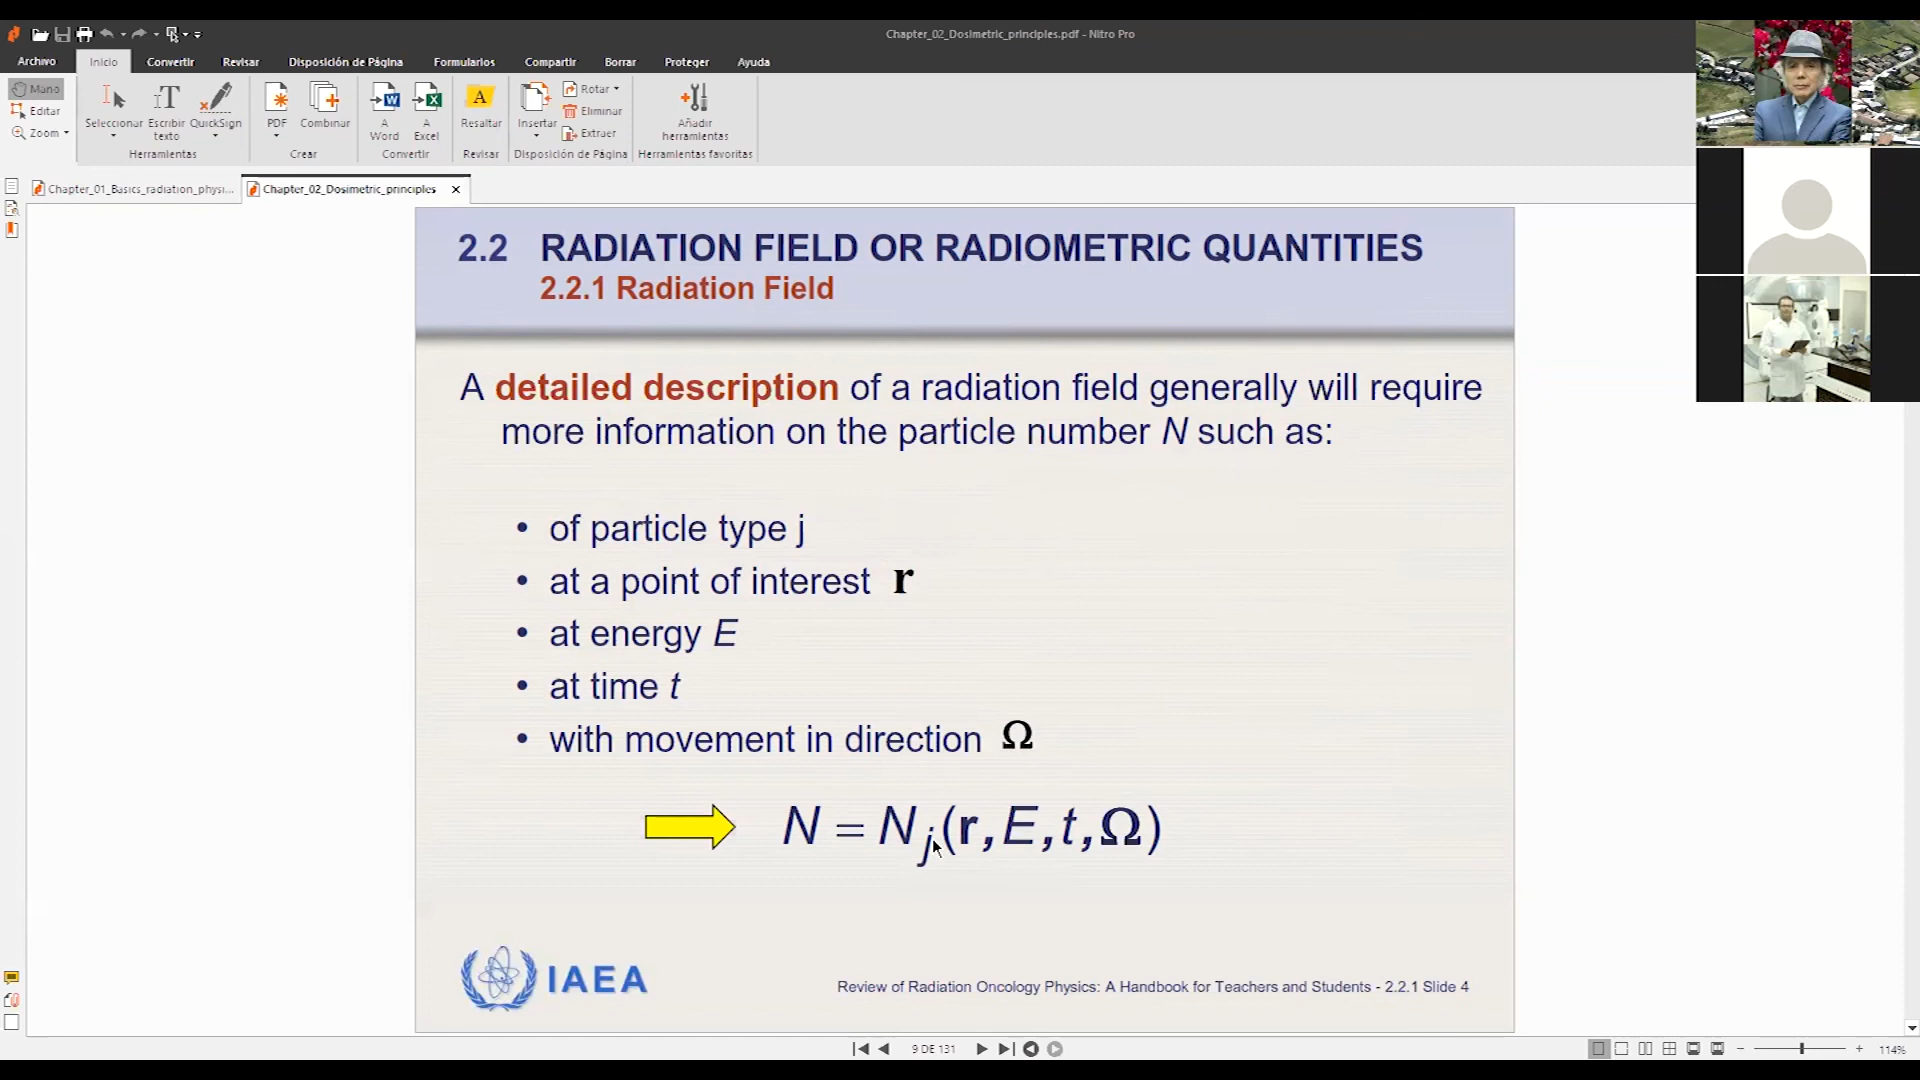 Chapter_02_Dosimetric_principles.pdf - Nitro Pro
Archivo Inicio Convertir Revisar Disposición de Página Formularios Compartir Borrar Proteger Ayuda
Mano
Editar
Zoom
Seleccionar Escribir texto QuickSign
Herramientas
PDF Combinar
Crear
A Word A Excel
Convertir
Resaltar
Revisar
Insertar Rotar
Eliminar
Extraer
Disposición de Página
Añadir herramientas
Herramientas favoritas
Chapter_01_Basics_radiation_physi... Chapter_02_Dosimetric_principles
2.2 RADIATION FIELD OR RADIOMETRIC QUANTITIES
2.2.1 Radiation Field
A detailed description of a radiation field generally will require
more information on the particle number N such as:
• of particle type j
• at a point of interest r
• at energy E
• at time t
• with movement in direction Ω
N = N_j(r, E, t, Ω)
IAEA
Review of Radiation Oncology Physics: A Handbook for Teachers and Students - 2.2.1 Slide 4
9 DE 131
114%